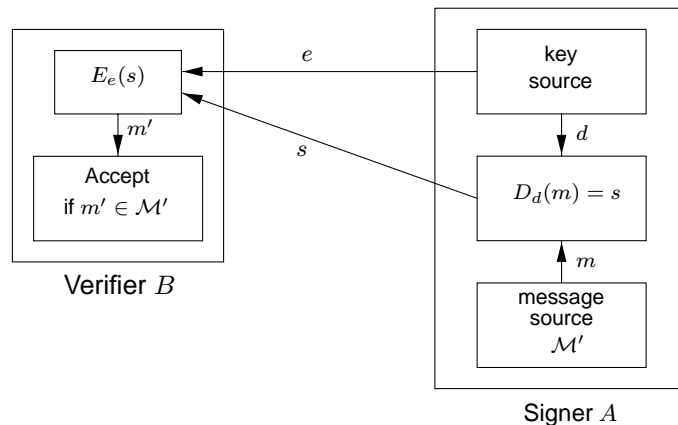 E_e(s)
m′
Accept
if m′ ∈ ℳ′
Verifier B
e
s
key
source
d
D_d(m) = s
m
message
source
ℳ′
Signer A